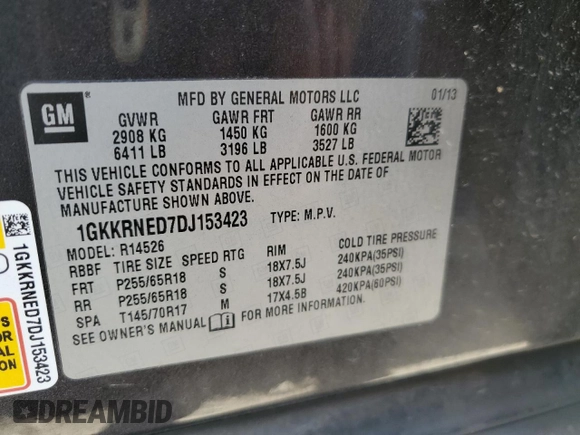 GM®
MFD BY GENERAL MOTORS LLC 01/13
GVWR GAWR FRT GAWR RR
2908 KG 1450 KG 1600 KG
6411 LB 3196 LB 3527 LB
THIS VEHICLE CONFORMS TO ALL APPLICABLE U.S. FEDERAL MOTOR
VEHICLE SAFETY STANDARDS IN EFFECT ON THE DATE OF
MANUFACTURE SHOWN ABOVE.
1GKKRNED7DJ153423 TYPE: M.P.V.
MODEL: R14526
RBBF TIRE SIZE SPEED RTG RIM COLD TIRE PRESSURE
FRT P255/65R18 S 18X7.5J 240KPA(35PSI)
RR P255/65R18 S 18X7.5J 240KPA(35PSI)
SPA T145/70R17 M 17X4.5B 420KPA(60PSI)
SEE OWNER'S MANUAL
1GKKRNED7DJ153423
DREAMBID